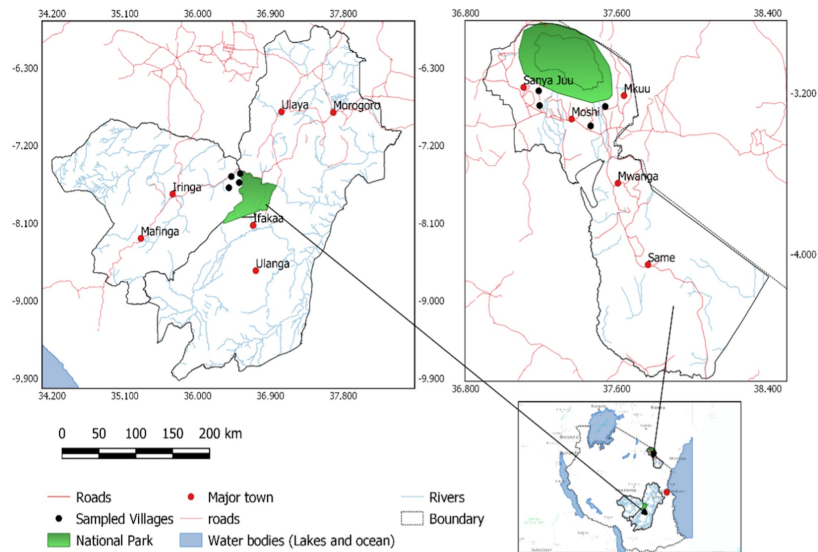 34.200 35.100 36.000 36.900 37.800
36.800 37.600 38.400
-6.300
-7.200
-8.100
-9.000
-9.900
-6.300
-7.200
-8.100
-9.000
-9.900
-3.200
-4.000
Ulaya
Morogoro
Iringa
Mafinga
Ifakaa
Ulanga
Sanya Juu
Mkuu
Moshi
Mwanga
Same
34.200 35.100 36.000 36.900 37.800
36.800 37.600 38.400
0 50 100 150 200 km
Roads
Major town
Rivers
Sampled Villages
roads
Boundary
National Park
Water bodies (Lakes and ocean)